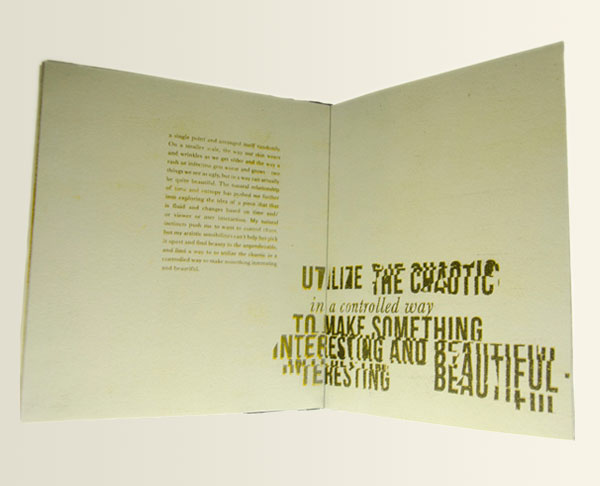 a single point and arranged itself randomly.
On a smaller scale, the way our skin wears
and wrinkles as we get older and the way a
rash or infection gets worse and grows - two
things we see as ugly, but in a way can actually
be quite beautiful. The natural relationship
of time and entropy has pushed me further
into exploring the idea of a piece that that
is fluid and changes based on time and/
or viewer or user interaction. My natural
instincts push me to want to control chaos,
but my artistic sensibilities can't help but pick
it apart and find beauty in the unpredictable,
and find a way to to utilize the chaotic in a
controlled way to make something interesting
and beautiful.
UTILIZE THE CHAOTIC
in a controlled way
TO MAKE SOMETHING
INTERESTING AND BEAUTIFUL
INTERESTING BEAUTIFUL.